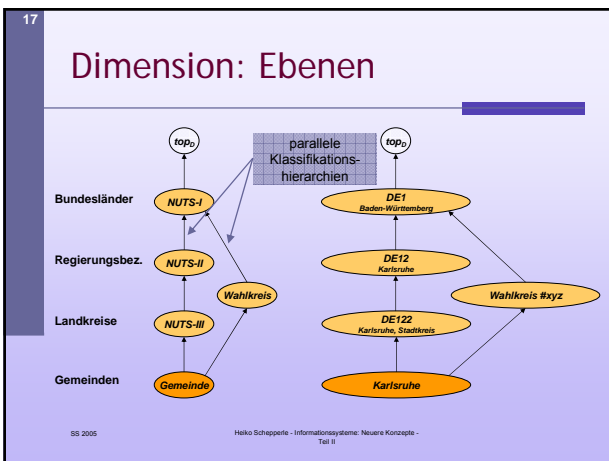 17
Dimension: Ebenen
top_D
parallele
Klassifikations-
hierarchien
top_D
Bundesländer
NUTS-I
DE1
Baden-Württemberg
Regierungsbez.
NUTS-II
DE12
Karlsruhe
Wahlkreis
Wahlkreis #xyz
Landkreise
NUTS-III
DE122
Karlsruhe, Stadtkreis
Gemeinden
Gemeinde
Karlsruhe
SS 2005
Heiko Schepperle - Informationssysteme: Neuere Konzepte -
Teil II